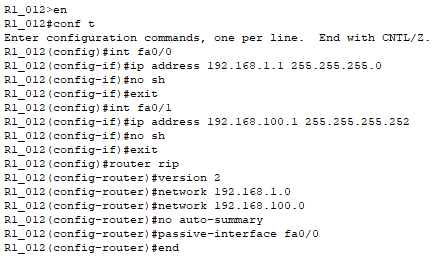 R1_012>en
R1_012#conf t
Enter configuration commands, one per line.  End with CNTL/Z.
R1_012(config)#int fa0/0
R1_012(config-if)#ip address 192.168.1.1 255.255.255.0
R1_012(config-if)#no sh
R1_012(config-if)#exit
R1_012(config)#int fa0/1
R1_012(config-if)#ip address 192.168.100.1 255.255.255.252
R1_012(config-if)#no sh
R1_012(config-if)#exit
R1_012(config)#router rip
R1_012(config-router)#version 2
R1_012(config-router)#network 192.168.1.0
R1_012(config-router)#network 192.168.100.0
R1_012(config-router)#no auto-summary
R1_012(config-router)#passive-interface fa0/0
R1_012(config-router)#end